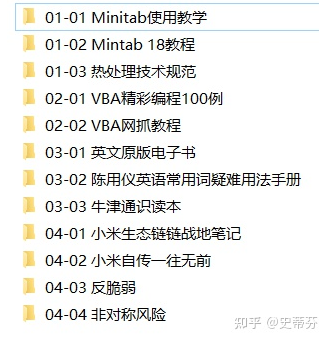 01-01 Minitab使用教学
01-02 Mintab 18教程
01-03 热处理技术规范
02-01 VBA精彩编程100例
02-02 VBA网抓教程
03-01 英文原版电子书
03-02 陈用仪英语常用词疑难用法手册
03-03 牛津通识读本
04-01 小米生态链链战地笔记
04-02 小米自传一往无前
04-03 反脆弱
04-04 非对称风险
知乎 @史蒂芬